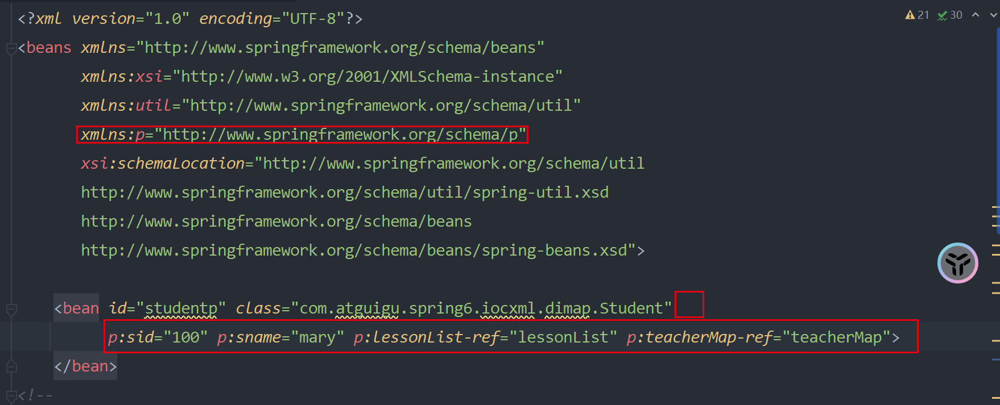 <?xml version="1.0" encoding="UTF-8"?>
21 30
<beans xmlns="http://www.springframework.org/schema/beans"
xmlns:xsi="http://www.w3.org/2001/XMLSchema-instance"
xmlns:util="http://www.springframework.org/schema/util"
xmlns:p="http://www.springframework.org/schema/p"
xsi:schemaLocation="http://www.springframework.org/schema/util
http://www.springframework.org/schema/util/spring-util.xsd
http://www.springframework.org/schema/beans
http://www.springframework.org/schema/beans/spring-beans.xsd">
<bean id="studentp" class="com.atguigu.spring6.iocxml.dimap.Student"
p:sid="100" p:sname="mary" p:lessonList-ref="lessonList" p:teacherMap-ref="teacherMap">
</bean>
<!--